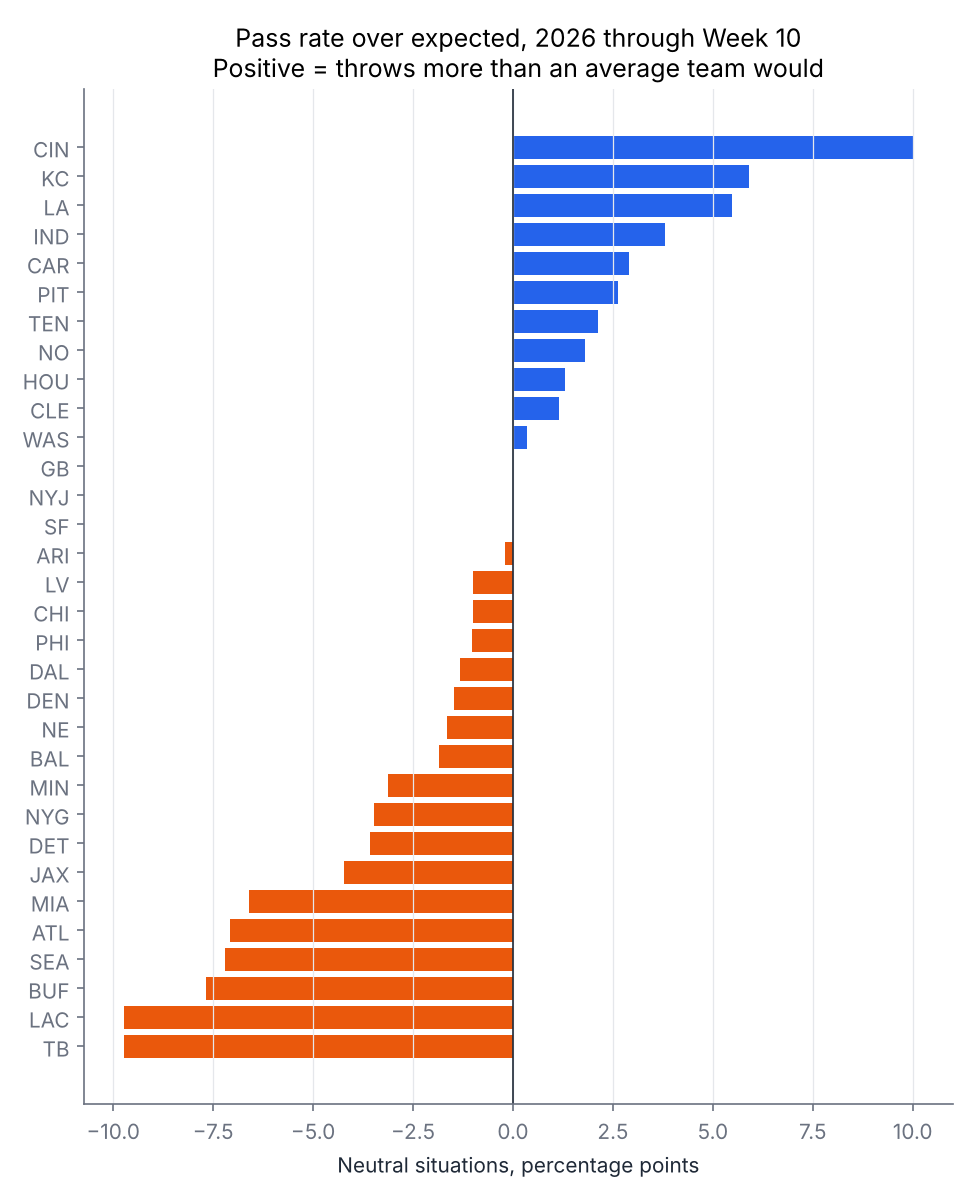 Pass rate over expected, 2026 through Week 10
Positive = throws more than an average team would
CIN
KC
LA
IND
CAR
PIT
TEN
NO
HOU
CLE
WAS
GB
NYJ
SF
ARI
LV
CHI
PHI
DAL
DEN
NE
BAL
MIN
NYG
DET
JAX
MIA
ATL
SEA
BUF
LAC
TB
−10.0 −7.5 −5.0 −2.5 0.0 2.5 5.0 7.5 10.0
Neutral situations, percentage points